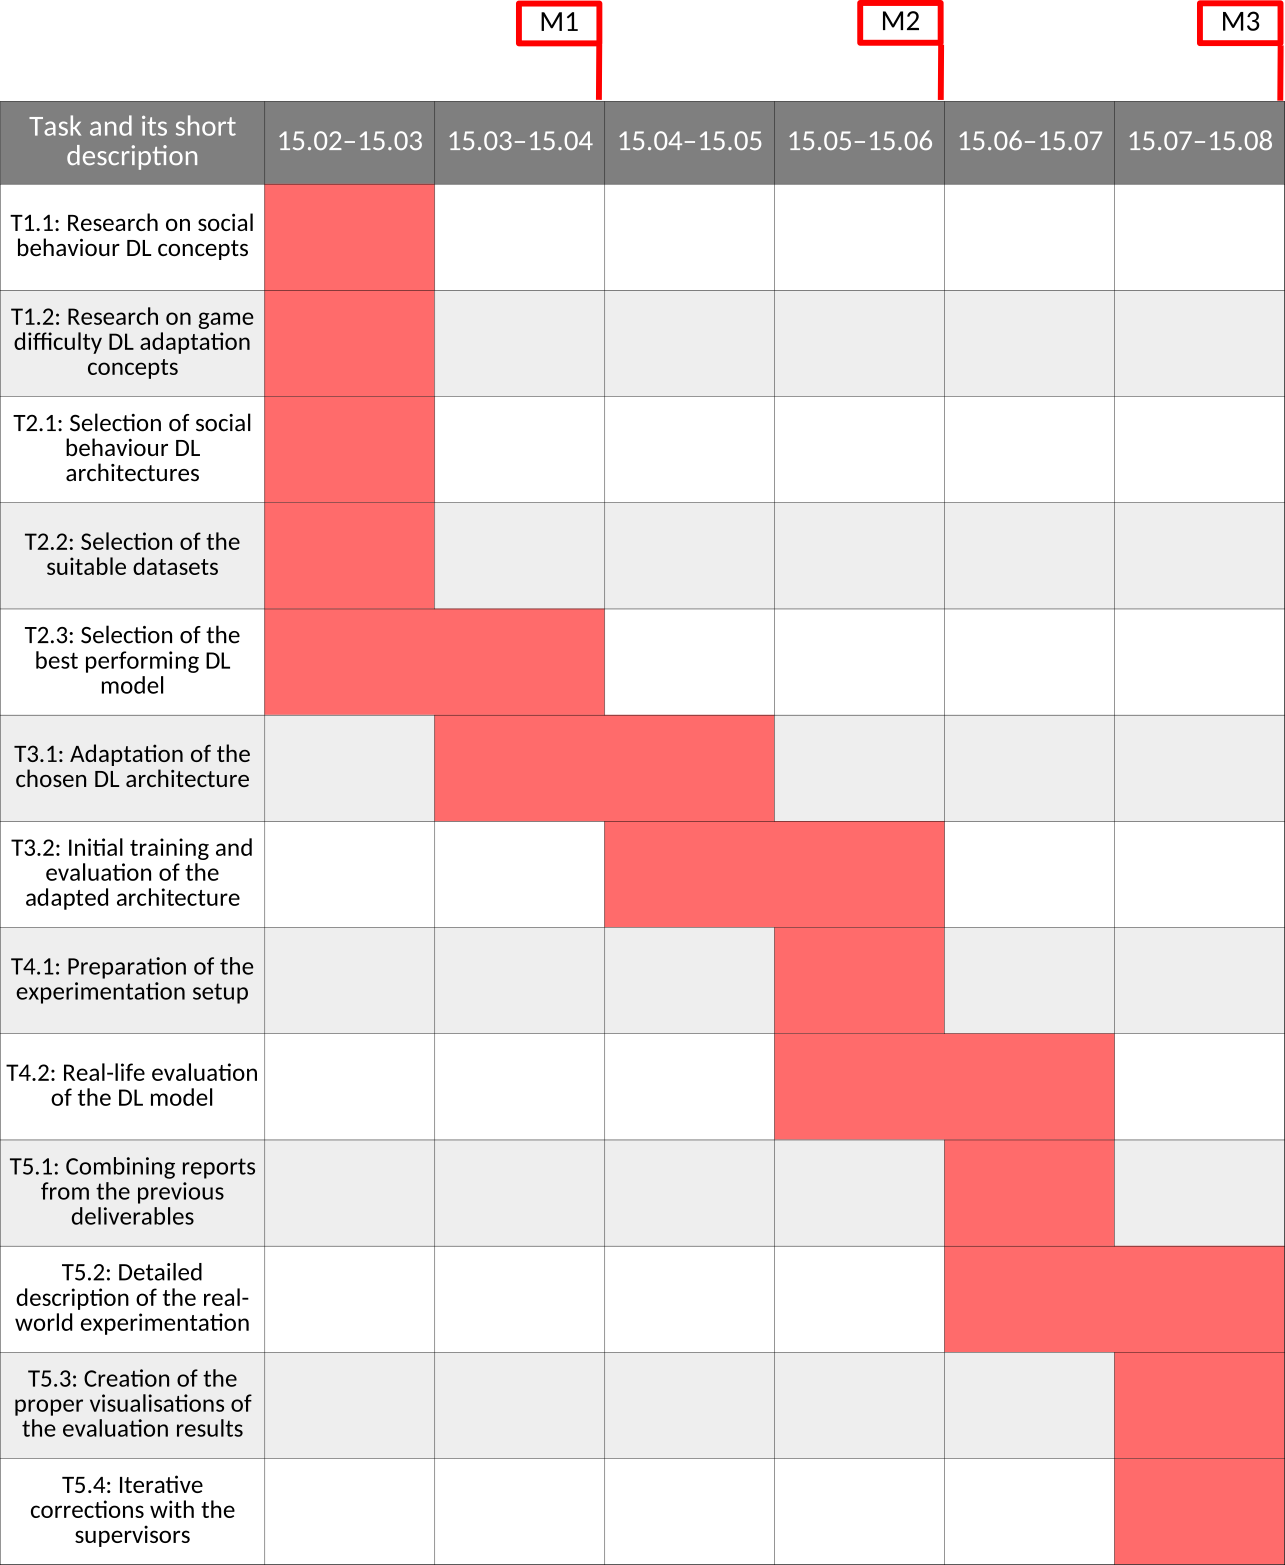 M1
M2
M3
Task and its short
description
15.02–15.03
15.03–15.04
15.04–15.05
15.05–15.06
15.06–15.07
15.07–15.08
T1.1: Research on social
behaviour DL concepts
T1.2: Research on game
difficulty DL adaptation
concepts
T2.1: Selection of social
behaviour DL
architectures
T2.2: Selection of the
suitable datasets
T2.3: Selection of the
best performing DL
model
T3.1: Adaptation of the
chosen DL architecture
T3.2: Initial training and
evaluation of the
adapted architecture
T4.1: Preparation of the
experimentation setup
T4.2: Real-life evaluation
of the DL model
T5.1: Combining reports
from the previous
deliverables
T5.2: Detailed
description of the real-
world experimentation
T5.3: Creation of the
proper visualisations of
the evaluation results
T5.4: Iterative
corrections with the
supervisors